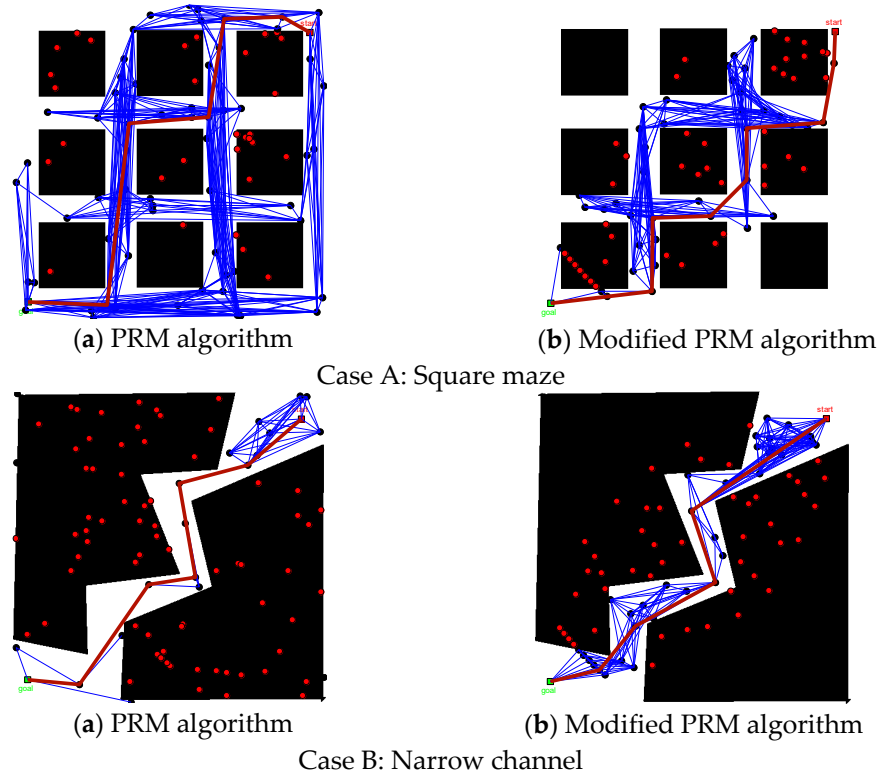 start
start
goal
goal
(a) PRM algorithm
(b) Modified PRM algorithm
Case A: Square maze
start
goal
goal
(a) PRM algorithm
(b) Modified PRM algorithm
Case B: Narrow channel